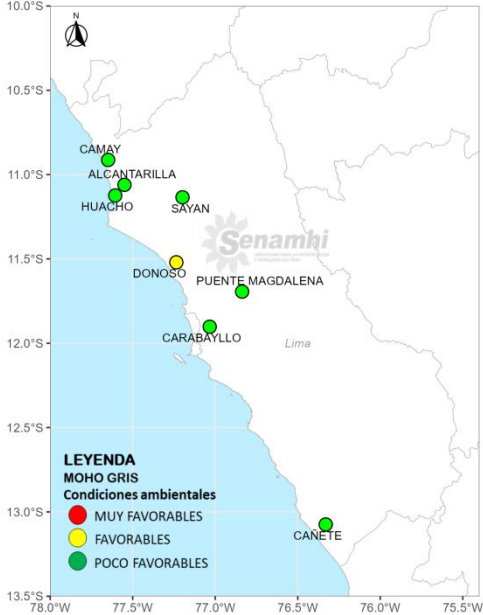 10.0°S
N
10.5°S
CAMAY
11.0°S
ALCANTARILLA
HUACHO
SAYAN
Senamhi
11.5°S
DONOSO
PUENTE MAGDALENA
12.0°S
CARABAYLLO
Lima
12.5°S
LEYENDA
MOHO GRIS
Condiciones ambientales
MUY FAVORABLES
FAVORABLES
POCO FAVORABLES
13.0°S
CAÑETE
13.5°S
78.0°W 77.5°W 77.0°W 76.5°W 76.0°W 75.5°W